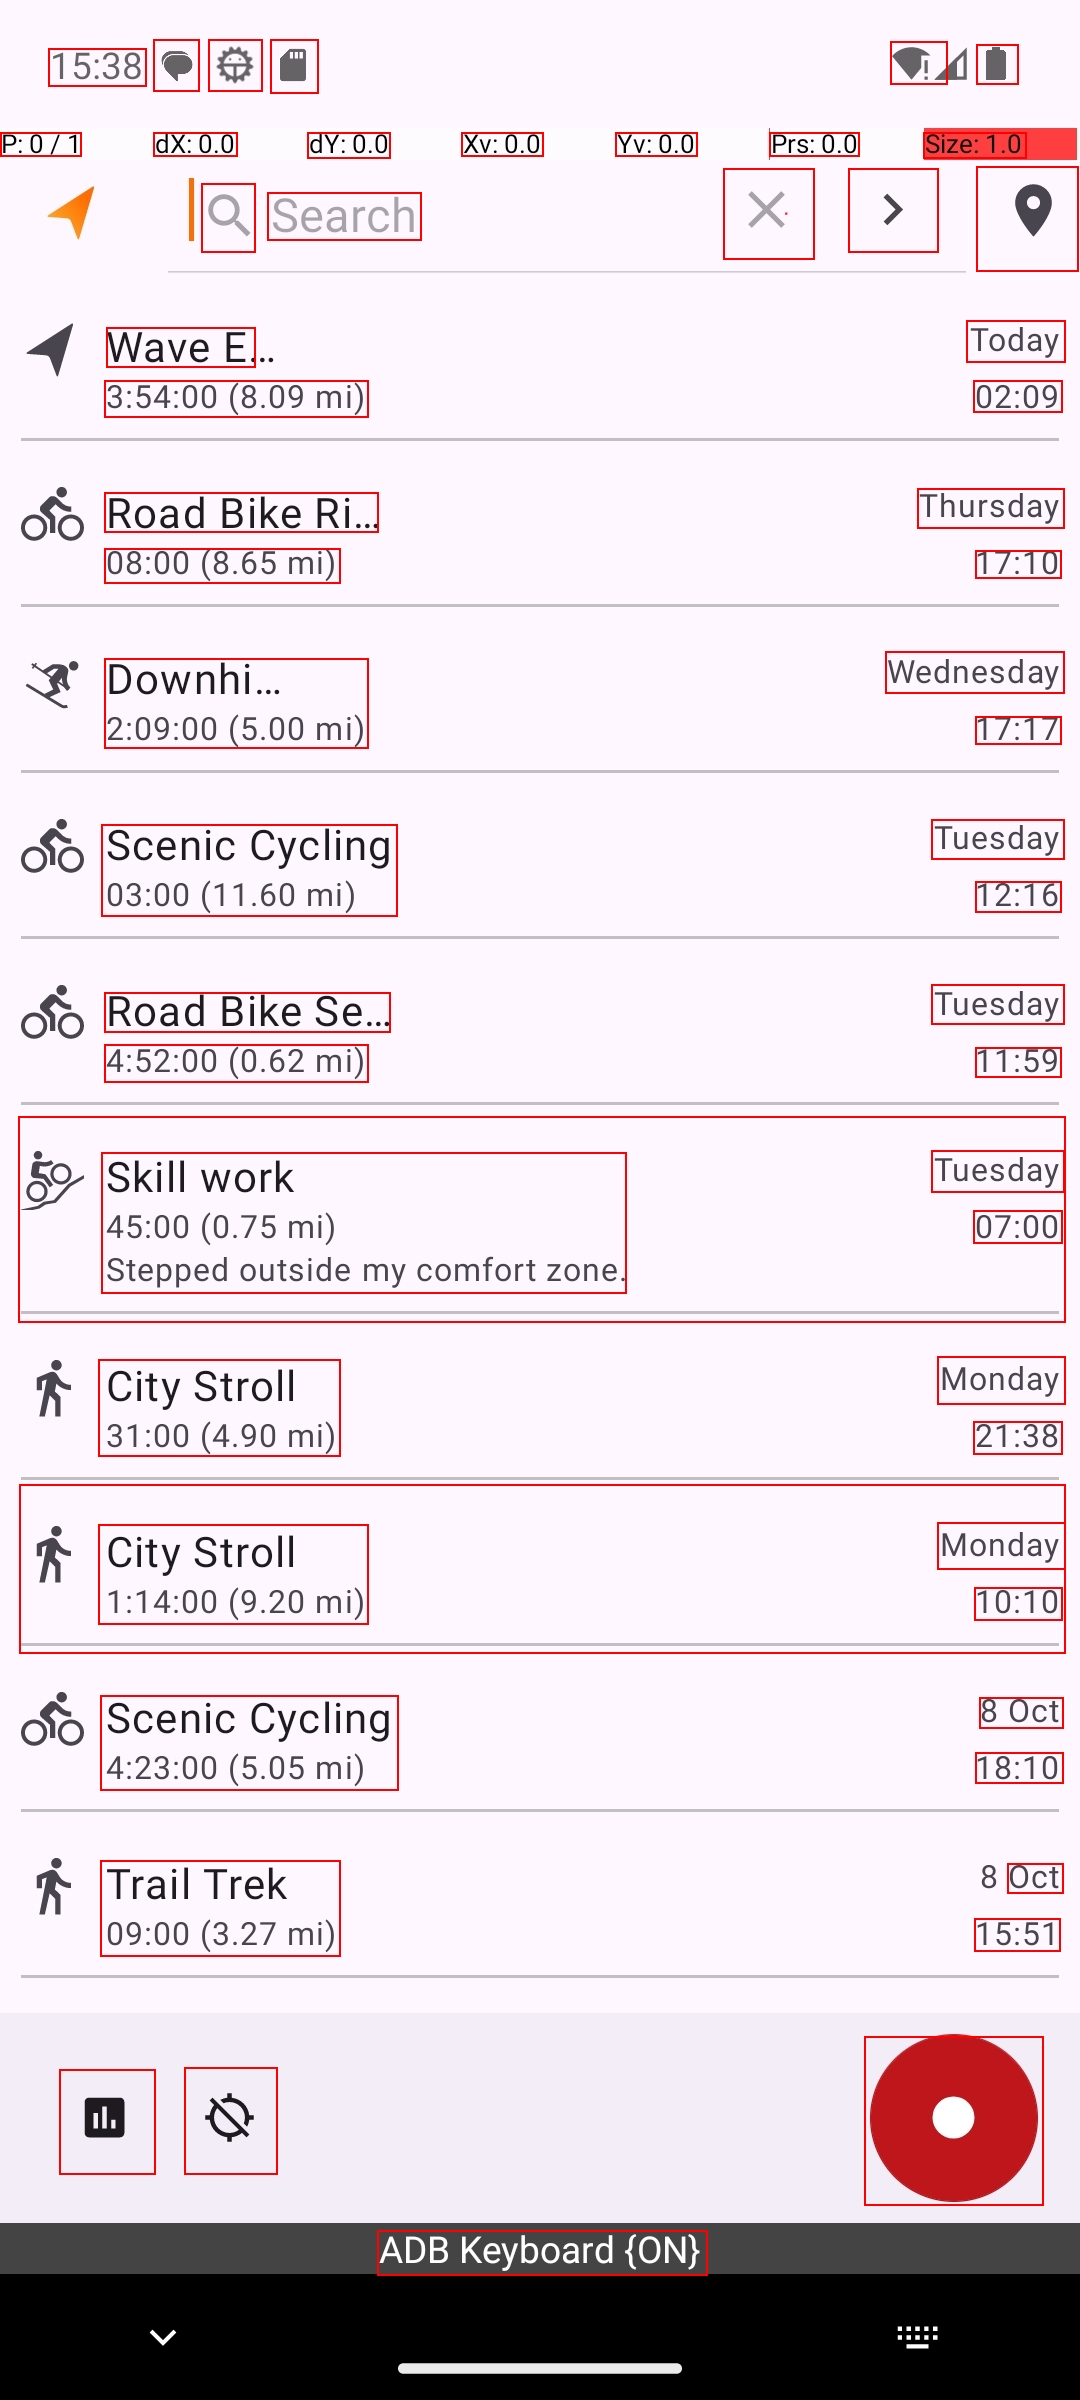 15:38
P: 0 / 1 dX: 0.0 dY: 0.0 Xv: 0.0 Yv: 0.0 Prs: 0.0 Size: 1.0
Search
Wave E… Today
3:54:00 (8.09 mi) 02:09
Road Bike Ri… Thursday
08:00 (8.65 mi) 17:10
Downhi… Wednesday
2:09:00 (5.00 mi) 17:17
Scenic Cycling Tuesday
03:00 (11.60 mi) 12:16
Road Bike Se… Tuesday
4:52:00 (0.62 mi) 11:59
Skill work Tuesday
45:00 (0.75 mi) 07:00
Stepped outside my comfort zone.
City Stroll Monday
31:00 (4.90 mi) 21:38
City Stroll Monday
1:14:00 (9.20 mi) 10:10
Scenic Cycling 8 Oct
4:23:00 (5.05 mi) 18:10
Trail Trek 8 Oct
09:00 (3.27 mi) 15:51
ADB Keyboard {ON}